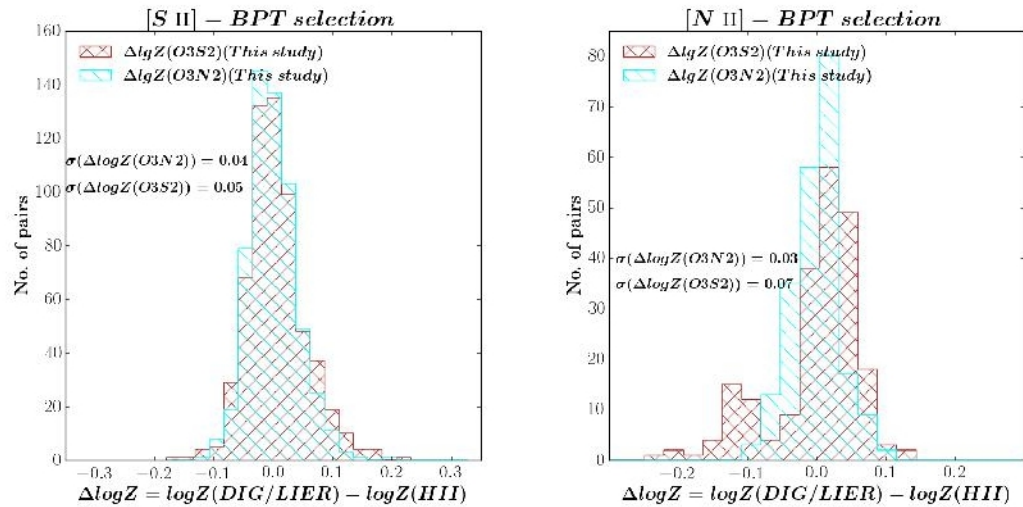 [S II] − BPT selection
ΔlgZ(O3S2)(This study)
ΔlgZ(O3N2)(This study)
σ(ΔlogZ(O3N2)) = 0.04
σ(ΔlogZ(O3S2)) = 0.05
No. of pairs
160
140
120
100
80
60
40
20
0
−0.3 −0.2 −0.1 0.0 0.1 0.2 0.3
ΔlogZ = logZ(DIG/LIER) − logZ(HII)
[N II] − BPT selection
ΔlgZ(O3S2)(This study)
ΔlgZ(O3N2)(This study)
σ(ΔlogZ(O3N2)) = 0.03
σ(ΔlogZ(O3S2)) = 0.07
No. of pairs
80
70
60
50
40
30
20
10
0
−0.2 −0.1 0.0 0.1 0.2
ΔlogZ = logZ(DIG/LIER) − logZ(HII)